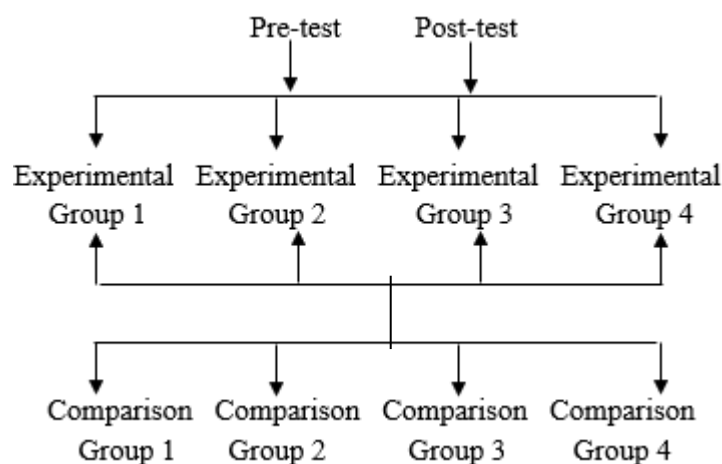 Pre-test Post-test
Experimental Experimental Experimental Experimental
Group 1 Group 2 Group 3 Group 4
Comparison Comparison Comparison Comparison
Group 1 Group 2 Group 3 Group 4